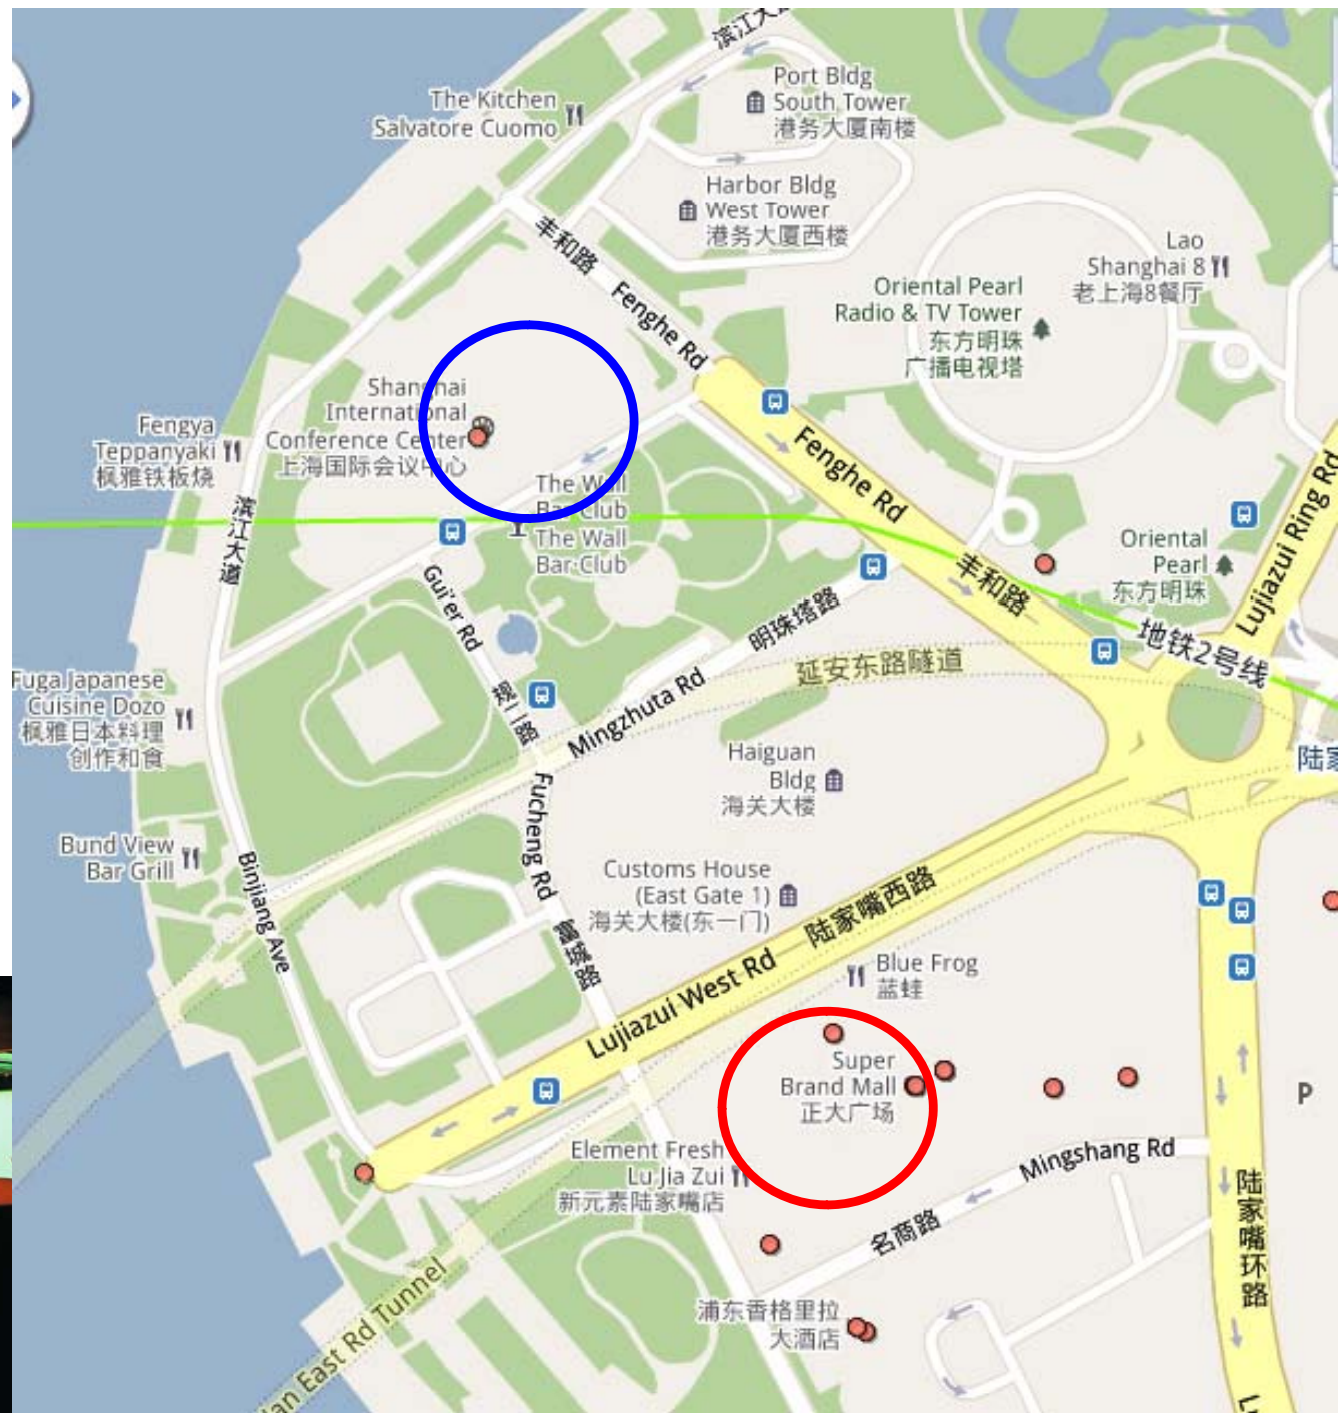 滨江大道
Port Bldg
South Tower
港务大厦南楼
The Kitchen
Salvatore Cuomo
Harbor Bldg
West Tower
港务大厦西楼
丰和路
Fenghe Rd
Lao
Shanghai 8
老上海8餐厅
Oriental Pearl
Radio & TV Tower
东方明珠
广播电视塔
Shanghai
International
Conference Center
上海国际会议中心
Fengya
Teppanyaki
枫雅铁板烧
Fenghe Rd
The Wall
Bar Club
The Wall
Bar Club
滨江大道
Lujiazui Ring Rd
Oriental
Pearl
东方明珠
Gui'er Rd
丰和路
明珠塔路
地铁2号线
延安东路隧道
Mingzhuta Rd
Fuga Japanese
Cuisine Dozo
枫雅日本料理
创作和食
Haiguan
Bldg
海关大楼
陆家
Fucheng Rd
Bund View
Bar Grill
Binjiang Ave
Customs House
(East Gate 1)
海关大楼(东一门)
陆家嘴西路
富城路
Lujiazui West Rd
Blue Frog
蓝蛙
Super
Brand Mall
正大广场
P
Element Fresh
Lu Jia Zui
新元素陆家嘴店
Mingshang Rd
名商路
陆家嘴环路
浦东香格里拉
大酒店
an East Rd Tunnel